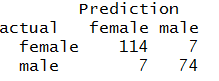 Prediction
actual female male
female 114 7
male 7 74